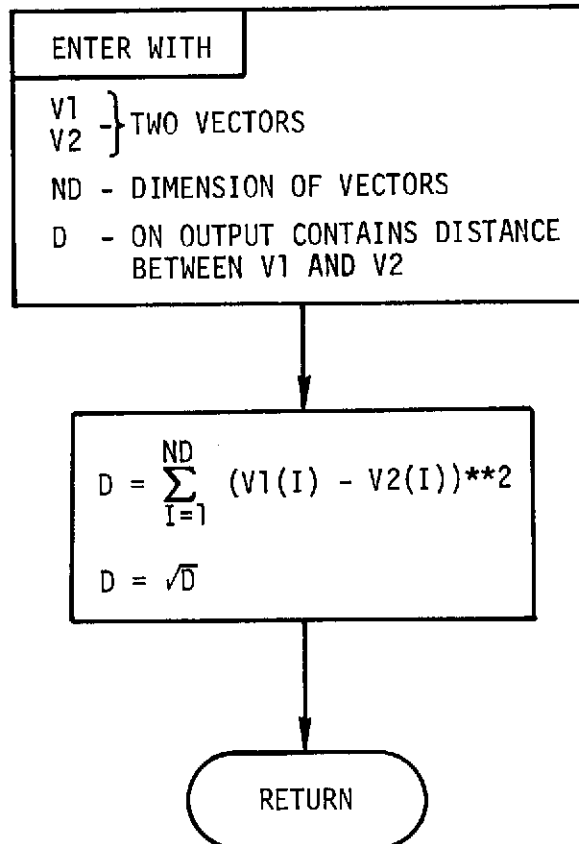 ENTER WITH
V1
V2 -} TWO VECTORS
ND - DIMENSION OF VECTORS
D - ON OUTPUT CONTAINS DISTANCE
BETWEEN V1 AND V2
ND
D = ∑ (V1(I) - V2(I))**2
I=1
D = √D
RETURN